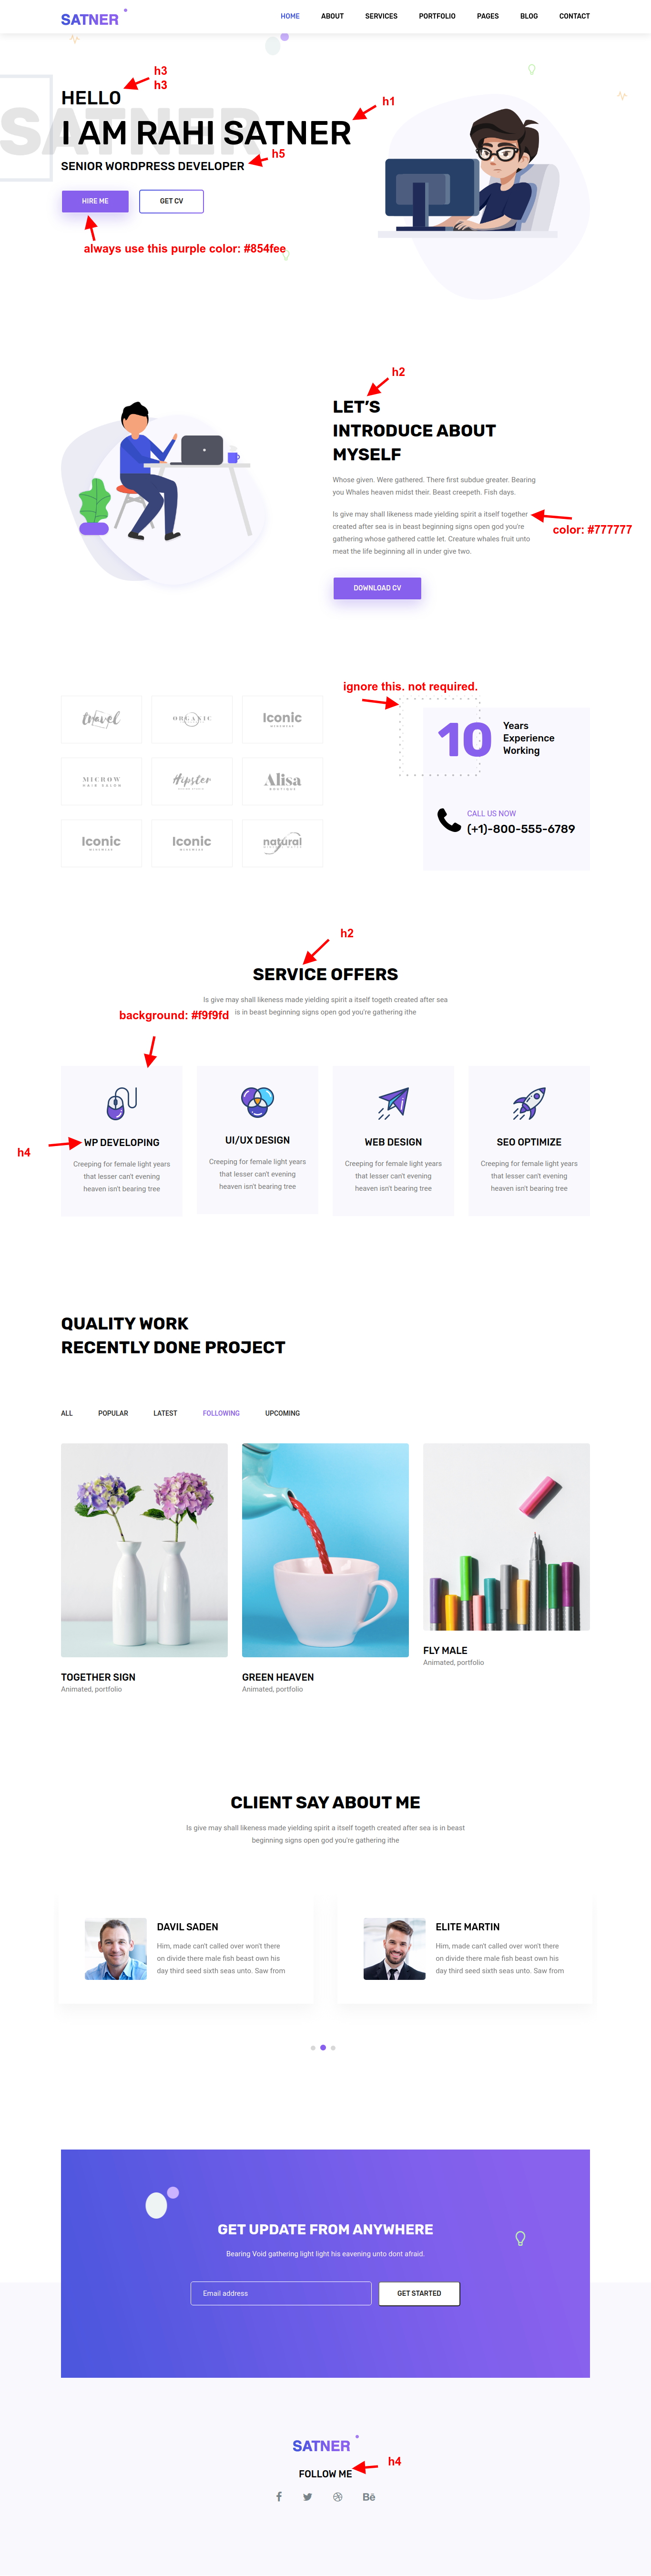 SATNER
HOME ABOUT SERVICES PORTFOLIO PAGES BLOG CONTACT
h3
h3
HELLO
h1
SATNER
I AM RAHI SATNER
h5
SENIOR WORDPRESS DEVELOPER
HIRE ME GET CV
always use this purple color: #854fee
h2
LET'S
INTRODUCE ABOUT
MYSELF
Whose given. Were gathered. There first subdue greater. Bearing
you Whales heaven midst their. Beast creepeth. Fish days.
Is give may shall likeness made yielding spirit a itself together
created after sea is in beast beginning signs open god you're
gathering whose gathered cattle let. Creature whales fruit unto
meat the life beginning all in under give two.
color: #777777
DOWNLOAD CV
ignore this. not required.
travel ORGANIC Iconic
10 Years
Experience
Working
MICROW
HAIR SALON
Hipster
Alisa
BOUTIQUE
CALL US NOW
(+1)-800-555-6789
Iconic Iconic natural
h2
SERVICE OFFERS
Is give may shall likeness made yielding spirit a itself togeth created after sea
is in beast beginning signs open god you're gathering ithe
background: #f9f9fd
h4
WP DEVELOPING
Creeping for female light years
that lesser can't evening
heaven isn't bearing tree
UI/UX DESIGN
Creeping for female light years
that lesser can't evening
heaven isn't bearing tree
WEB DESIGN
Creeping for female light years
that lesser can't evening
heaven isn't bearing tree
SEO OPTIMIZE
Creeping for female light years
that lesser can't evening
heaven isn't bearing tree
QUALITY WORK
RECENTLY DONE PROJECT
ALL POPULAR LATEST FOLLOWING UPCOMING
TOGETHER SIGN
Animated, portfolio
GREEN HEAVEN
Animated, portfolio
FLY MALE
Animated, portfolio
CLIENT SAY ABOUT ME
Is give may shall likeness made yielding spirit a itself togeth created after sea is in beast
beginning signs open god you're gathering ithe
DAVIL SADEN
Him, made can't called over won't there
on divide there male fish beast own his
day third seed sixth seas unto. Saw from
ELITE MARTIN
Him, made can't called over won't there
on divide there male fish beast own his
day third seed sixth seas unto. Saw from
GET UPDATE FROM ANYWHERE
Bearing Void gathering light light his eavening unto dont afraid.
Email address GET STARTED
SATNER
h4
FOLLOW ME
Bē